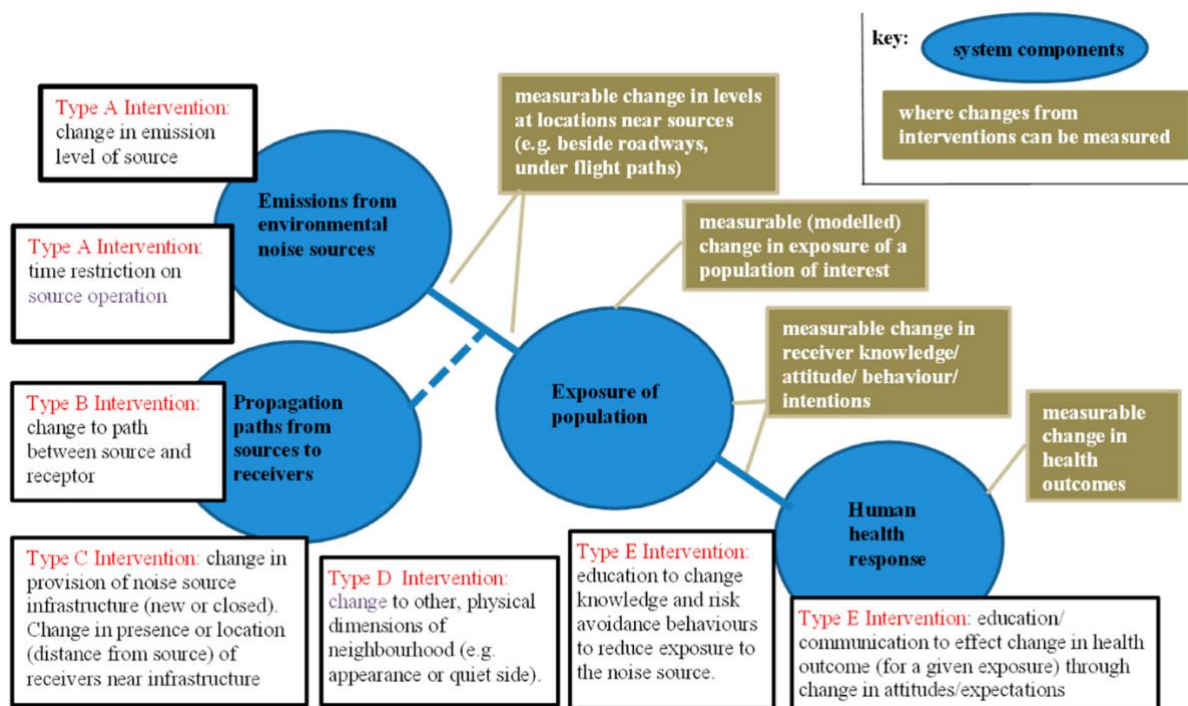 key:
system components
where changes from
interventions can be measured
Type A Intervention:
change in emission
level of source
measurable change in levels
at locations near sources
(e.g. beside roadways,
under flight paths)
Emissions from
environmental
noise sources
measurable (modelled)
change in exposure of a
population of interest
Type A Intervention:
time restriction on
source operation
measurable change in
receiver knowledge/
attitude/ behaviour/
intentions
Type B Intervention:
change to path
between source and
receptor
Propagation
paths from
sources to
receivers
Exposure of
population
measurable
change in
health
outcomes
Human
health
response
Type C Intervention: change in
provision of noise source
infrastructure (new or closed).
Change in presence or location
(distance from source) of
receivers near infrastructure
Type D  Intervention:
change to other, physical
dimensions of
neighbourhood (e.g.
appearance or quiet side).
Type E Intervention:
education to change
knowledge and risk
avoidance behaviours
to reduce exposure to
the noise source.
Type E Intervention: education/
communication to effect change in health
outcome (for a given exposure) through
change in attitudes/expectations